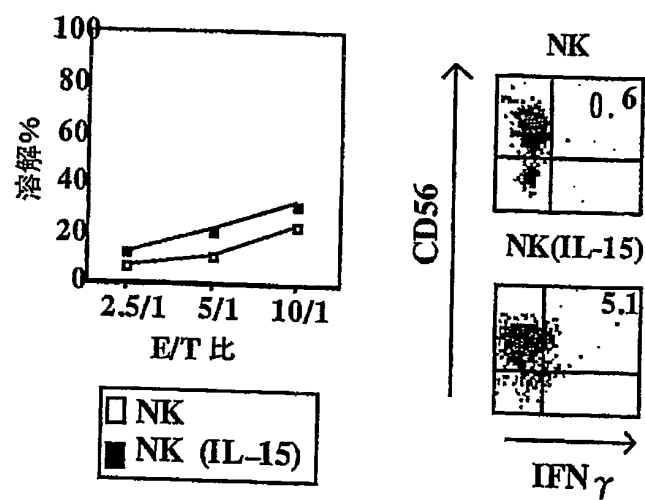 100
80
60
40
20
0
溶解%
2.5/1 5/1 10/1
E/T 比
NK
NK (IL-15)
NK
0.6
CD56
NK(IL-15)
5.1
IFNγ